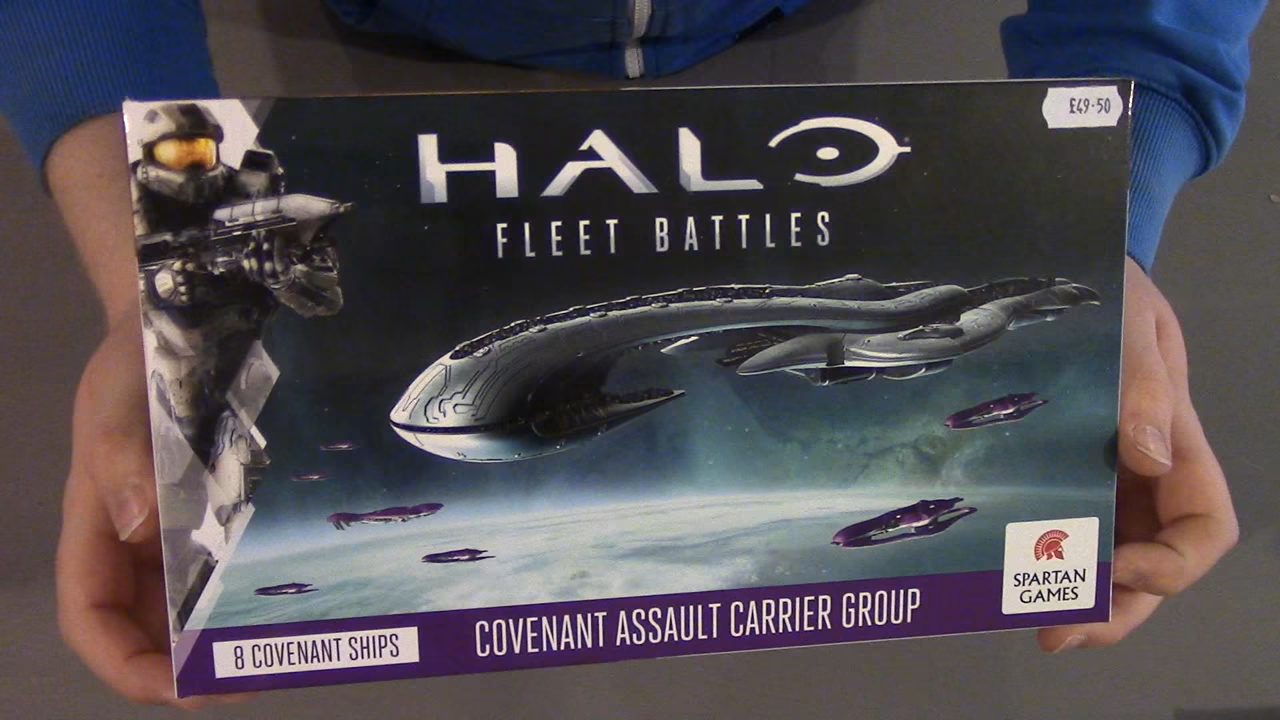 £49.50
HALO
FLEET BATTLES
SPARTAN
GAMES
8 COVENANT SHIPS
COVENANT ASSAULT CARRIER GROUP